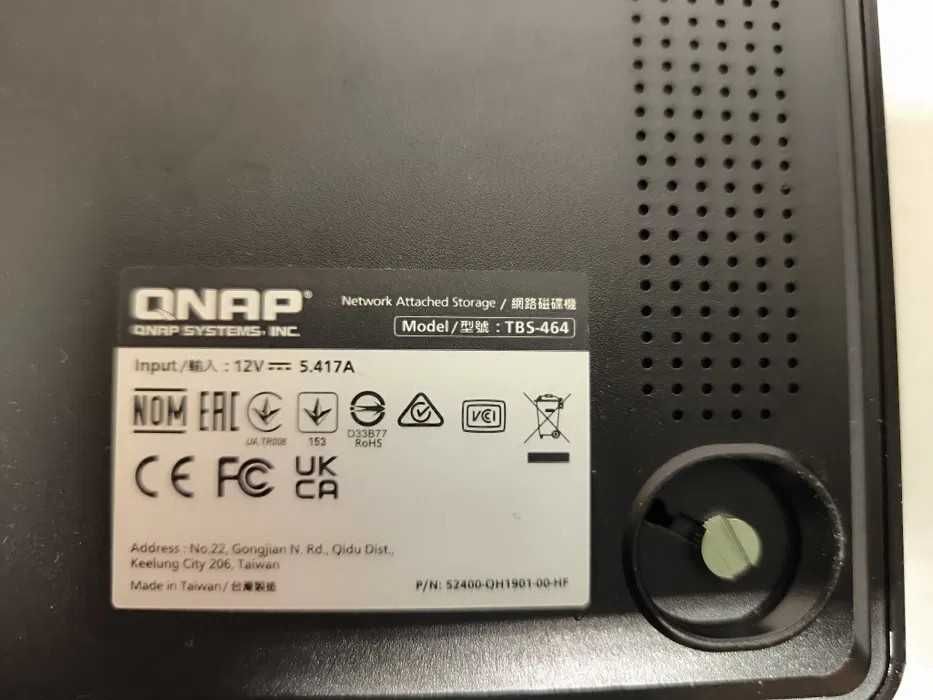 QNAP®
QNAP SYSTEMS, INC.
Network Attached Storage / 網路磁碟機
Model/型號 : TBS-464
Input/輸入 : 12V⎓ 5.417A
NOM EAC
UA.TR008 153 D33B77
RoHS
VCI
CE FC UK
CA
Address : No.22, Gongjian N. Rd., Qidu Dist.,
Keelung City 206, Taiwan
Made in Taiwan/台灣製造
P/N: 52400-QH1901-00-HF